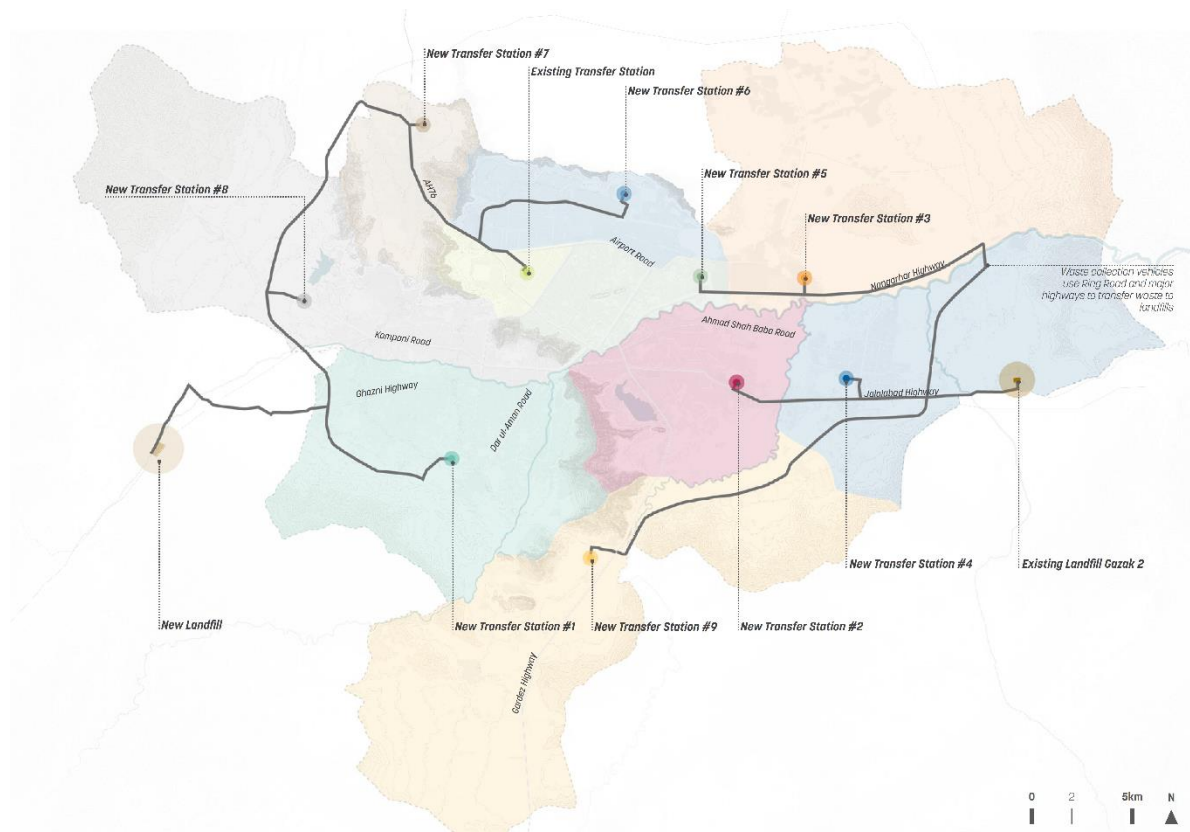 New Transfer Station #7
Existing Transfer Station
New Transfer Station #6
New Transfer Station #5
New Transfer Station #8
AH76
New Transfer Station #3
Airport Road
Nangarhar Highway
Waste collection vehicles
use Ring Road and major
highways to transfer waste to
landfills
Ahmad Shah Baba Road
Kampani Road
Ghazni Highway
Jalalabad Highway
Dar ul-Aman Road
New Transfer Station #4
Existing Landfill Gazak 2
New Landfill
New Transfer Station #1
New Transfer Station #9
New Transfer Station #2
Gardez Highway
0 2 5km N